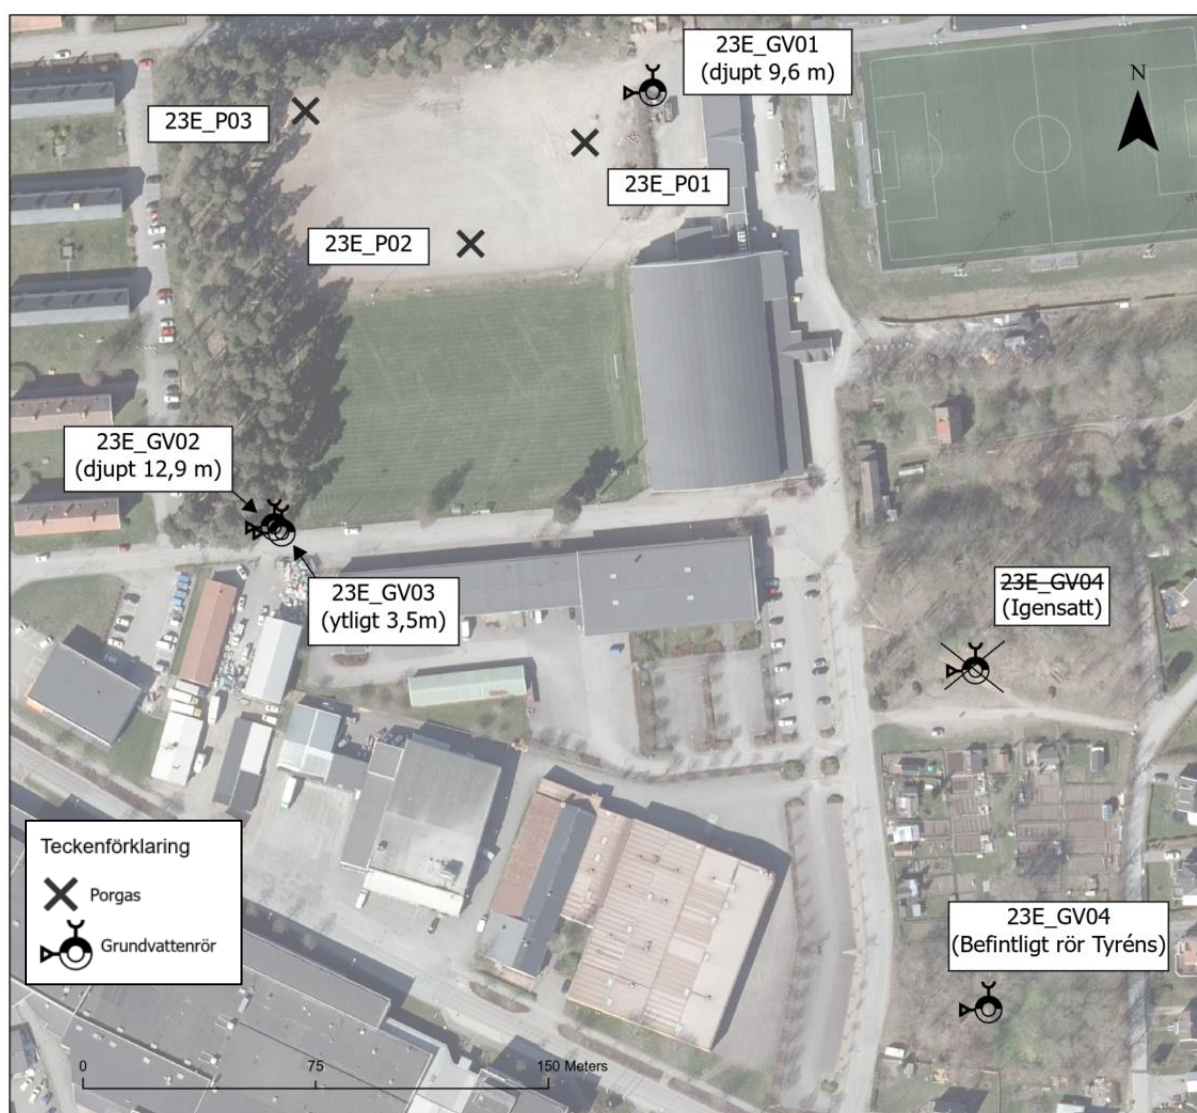 23E_GV01
(djupt 9,6 m)
N
23E_P03
23E_P01
23E_P02
23E_GV02
(djupt 12,9 m)
23E_GV03
(ytligt 3,5m)
23E_GV04
(Igensatt)
Teckenförklaring
Porgas
Grundvattenrör
23E_GV04
(Befintligt rör Tyréns)
0
75
150 Meters